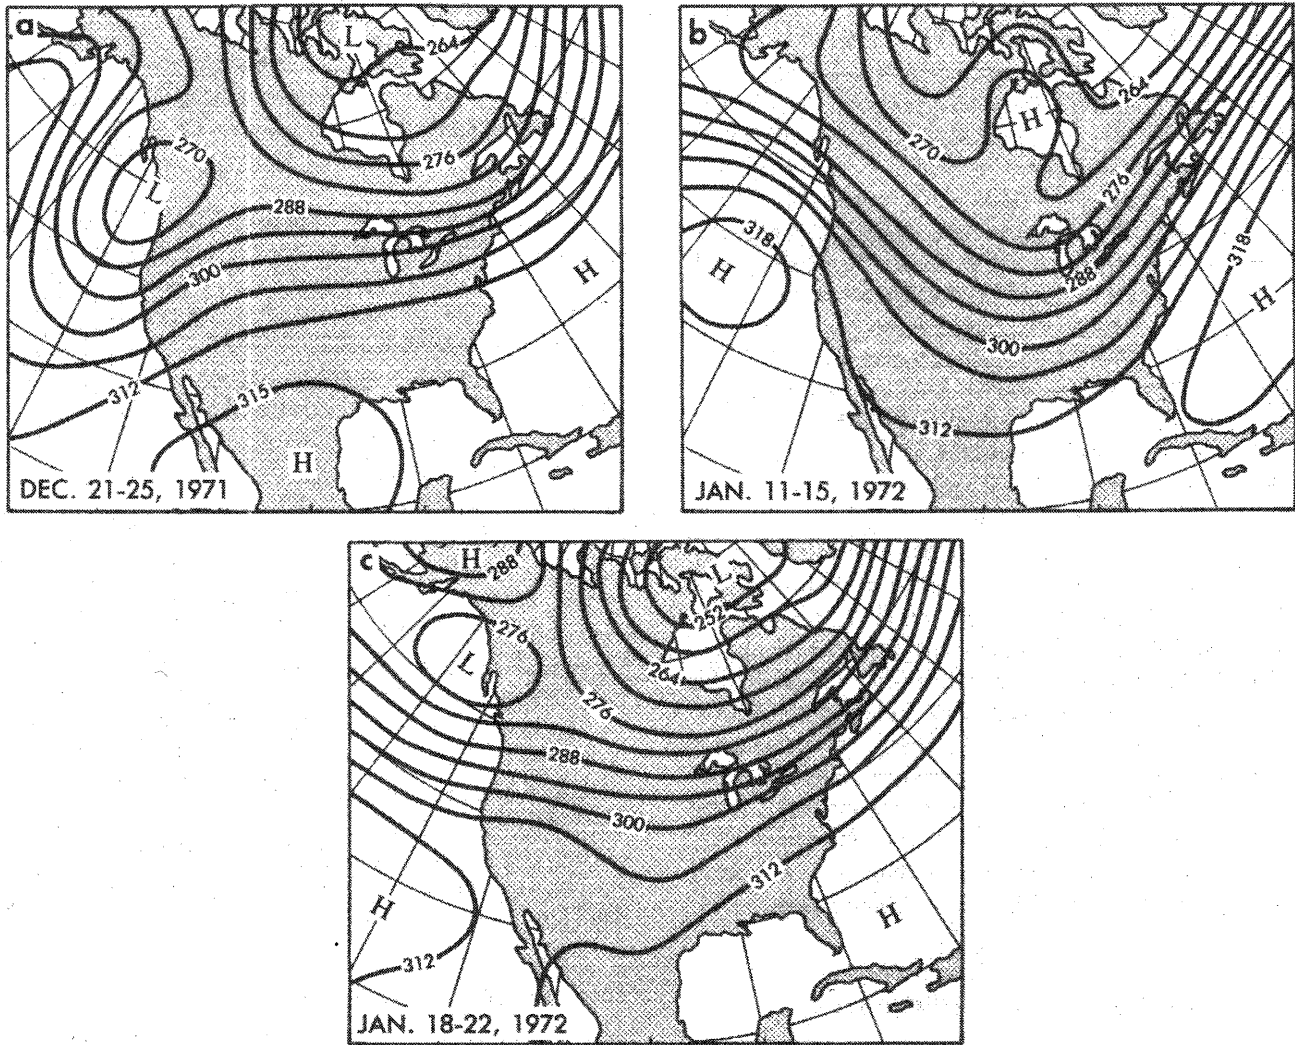 a
L
264
276
270
L
288
300
H
312
315
H
DEC. 21-25, 1971
b
264
H
270
276
318
H
288
318
H
300
312
JAN. 11-15, 1972
c
H
288
L
252
276
L
264
276
288
300
312
H
H
312
JAN. 18-22, 1972